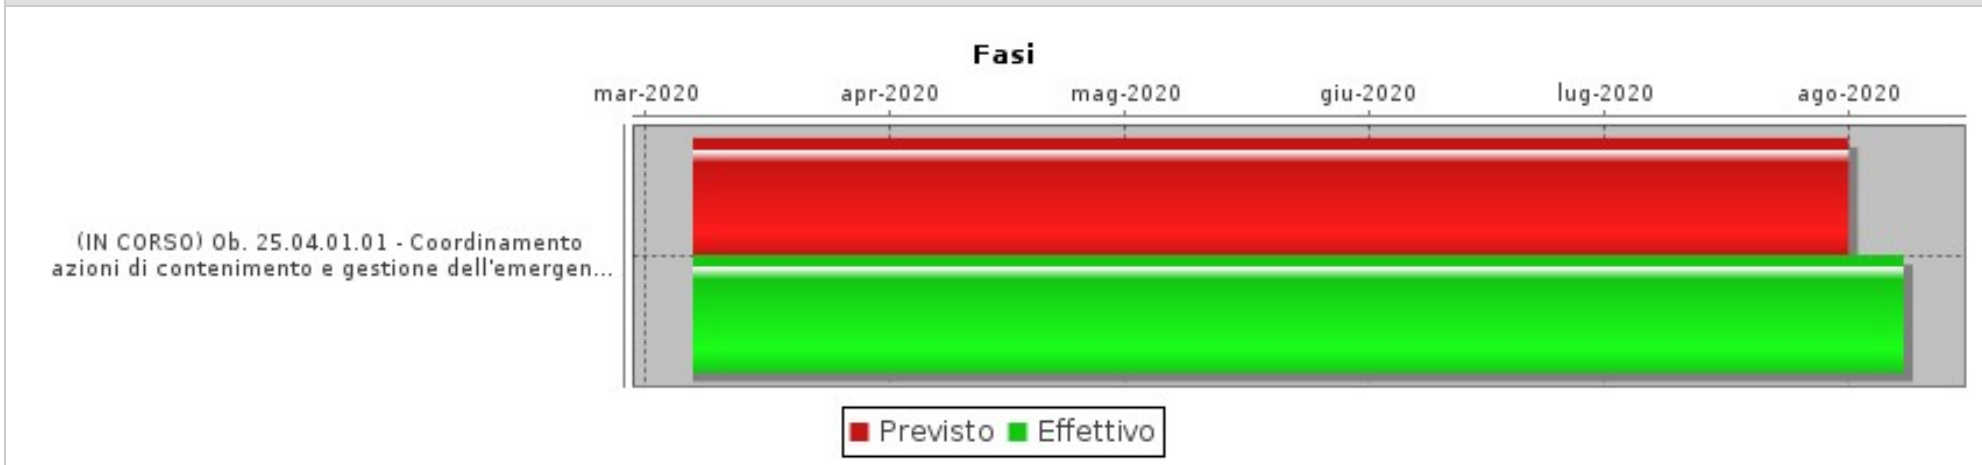 Fasi
mar-2020 apr-2020 mag-2020 giu-2020 lug-2020 ago-2020
(IN CORSO) Ob. 25.04.01.01 - Coordinamento
azioni di contenimento e gestione dell'emergen...
Previsto Effettivo